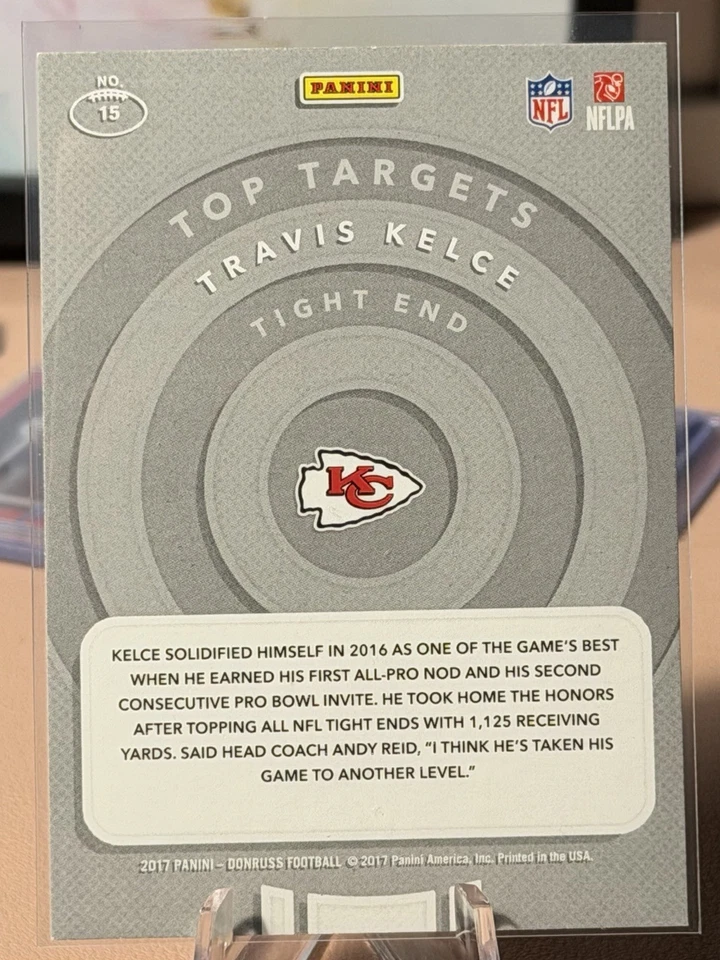 NO.
15
PANINI
NFL
NFLPA
TOP TARGETS
TRAVIS KELCE
TIGHT END
KC
KELCE SOLIDIFIED HIMSELF IN 2016 AS ONE OF THE GAME'S BEST
WHEN HE EARNED HIS FIRST ALL-PRO NOD AND HIS SECOND
CONSECUTIVE PRO BOWL INVITE. HE TOOK HOME THE HONORS
AFTER TOPPING ALL NFL TIGHT ENDS WITH 1,125 RECEIVING
YARDS. SAID HEAD COACH ANDY REID, "I THINK HE'S TAKEN HIS
GAME TO ANOTHER LEVEL."
2017 PANINI – DONRUSS FOOTBALL © 2017 Panini America, Inc. Printed in the USA.